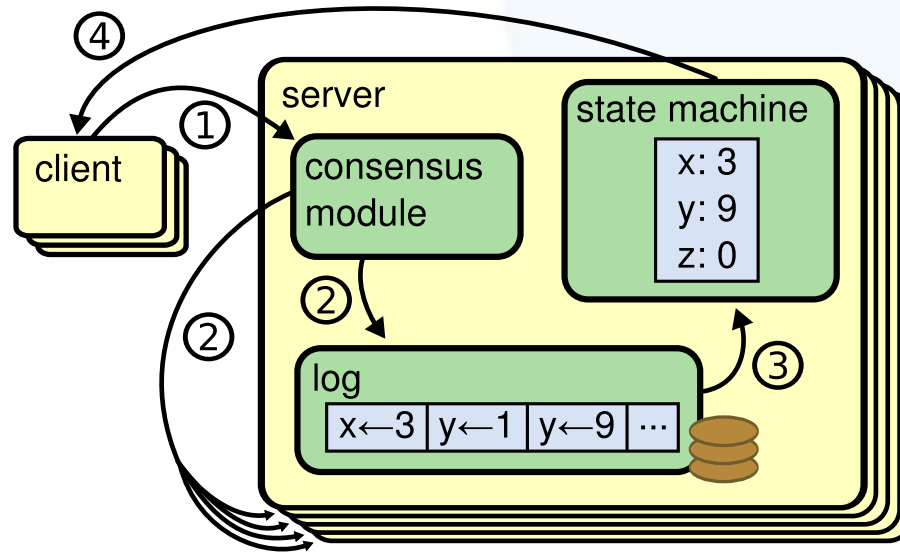 ④
①
server
state machine
client
consensus
module
x: 3
y: 9
z: 0
②
②
③
log
x←3 y←1 y←9 ...